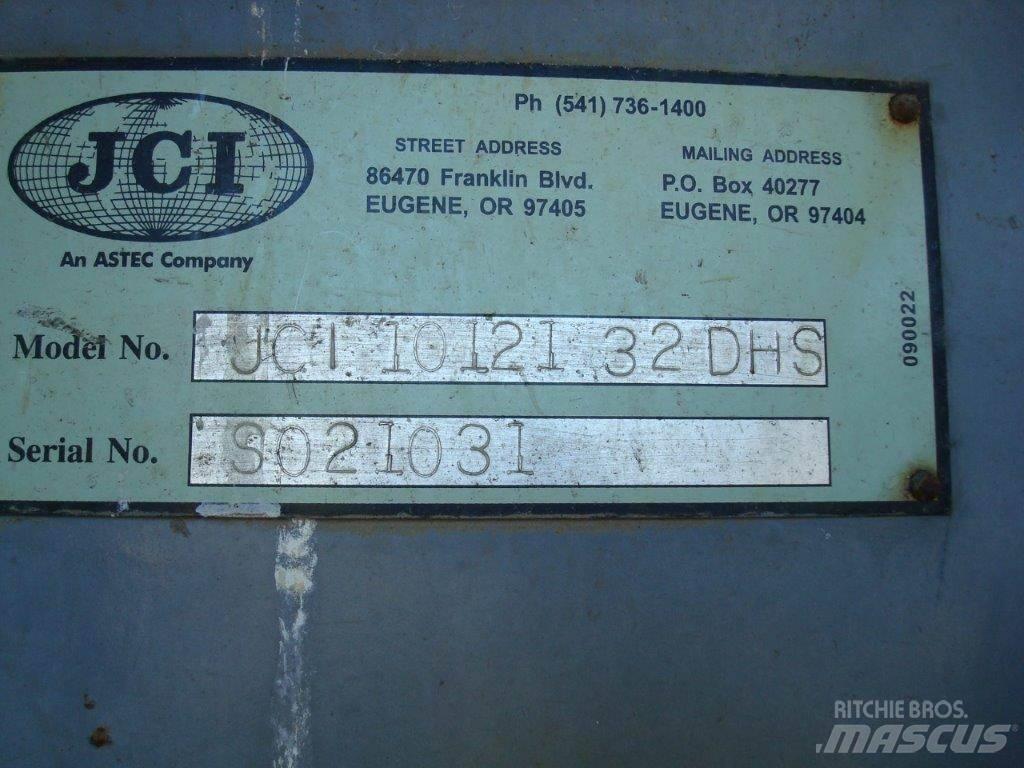 JCI
An ASTEC Company
Ph (541) 736-1400
STREET ADDRESS
86470 Franklin Blvd.
EUGENE, OR 97405
MAILING ADDRESS
P.O. Box 40277
EUGENE, OR 97404
Model No. JCI 10121 32 DHS
Serial No. S021031
090022
RITCHIE BROS.
MASCUS